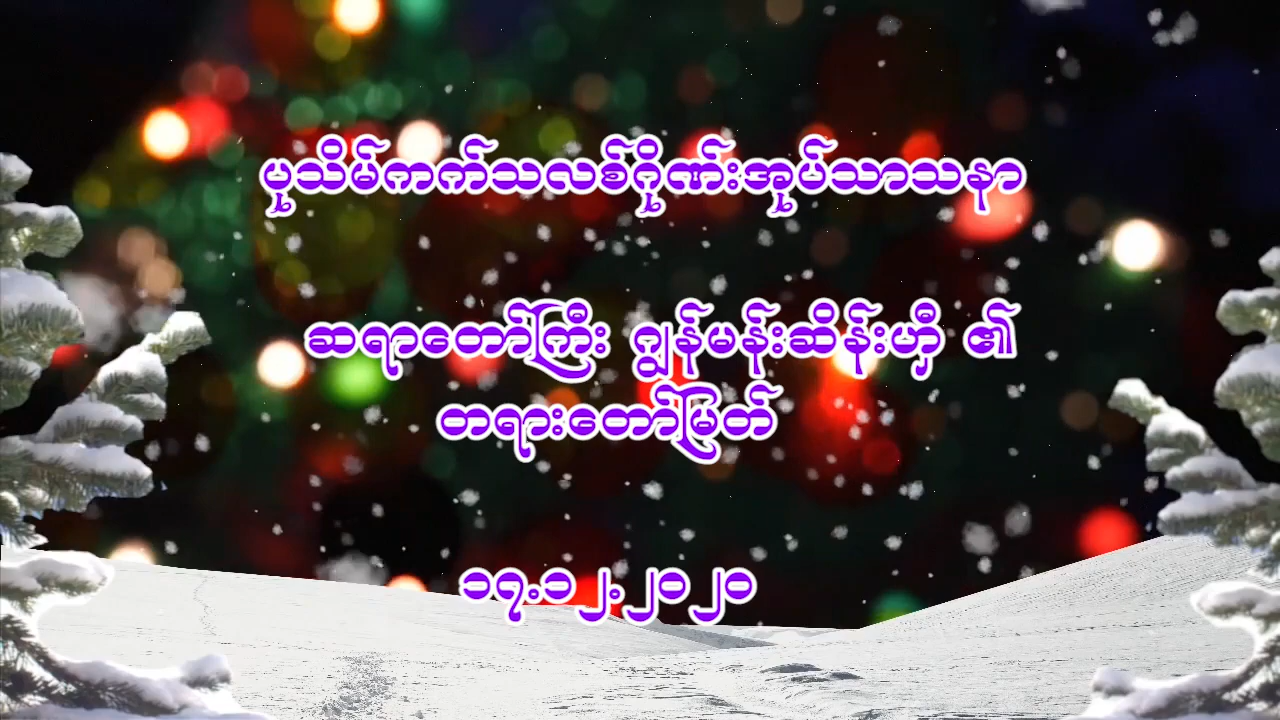 ပုသိမ်ကက်သလစ်ဂိုဏ်းအုပ်သာသနာ
ဆရာတော်ကြီး ဂျွန်မန်းဆိန်းဟှီ ၏
တရားတော်မြတ်
၁၇.၁၂.၂၀၂၀